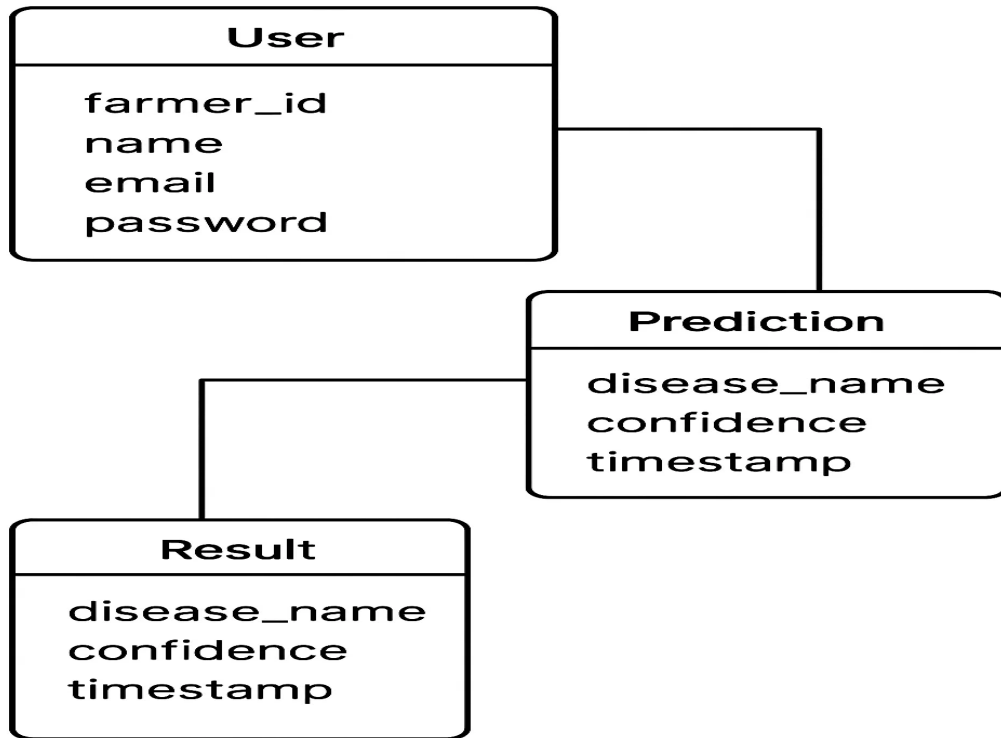 User
farmer_id
name
email
password
Prediction
disease_name
confidence
timestamp
Result
disease_name
confidence
timestamp